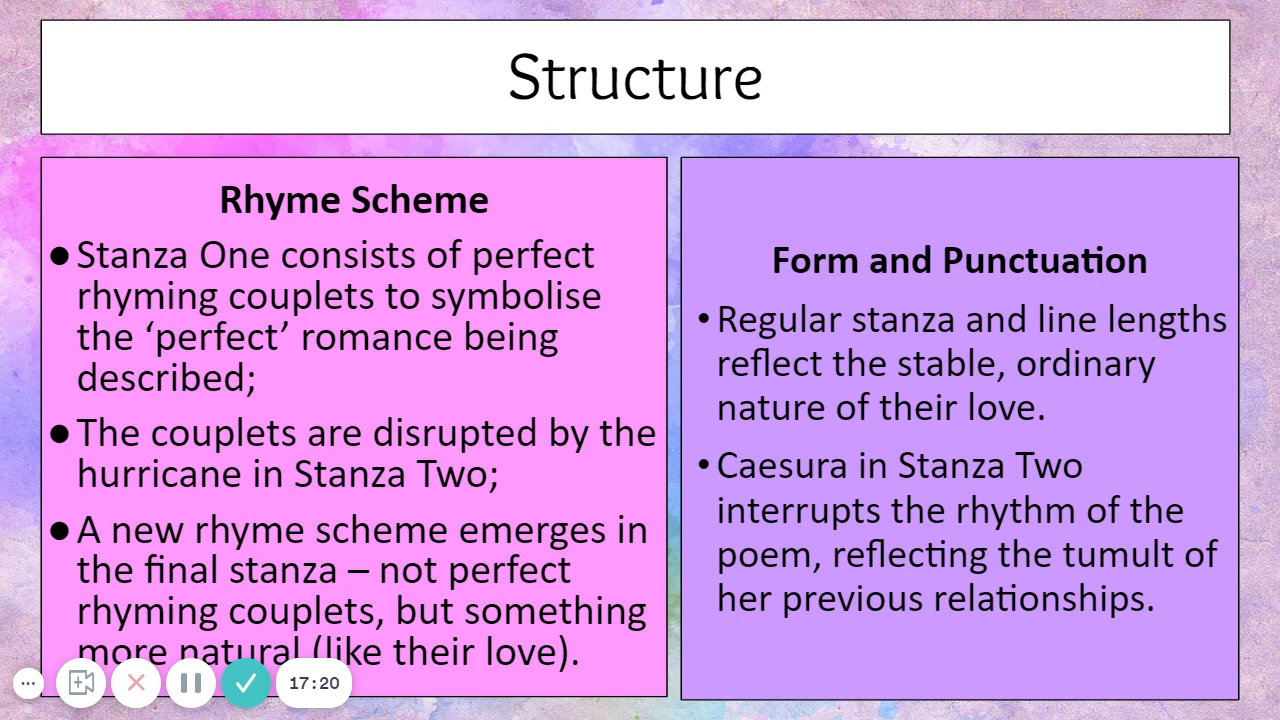 Structure
Rhyme Scheme
●Stanza One consists of perfect
rhyming couplets to symbolise
the ‘perfect’ romance being
described;
●The couplets are disrupted by the
hurricane in Stanza Two;
●A new rhyme scheme emerges in
the final stanza – not perfect
rhyming couplets, but something
more natural (like their love).
Form and Punctuation
•Regular stanza and line lengths
reflect the stable, ordinary
nature of their love.
•Caesura in Stanza Two
interrupts the rhythm of the
poem, reflecting the tumult of
her previous relationships.
17:20